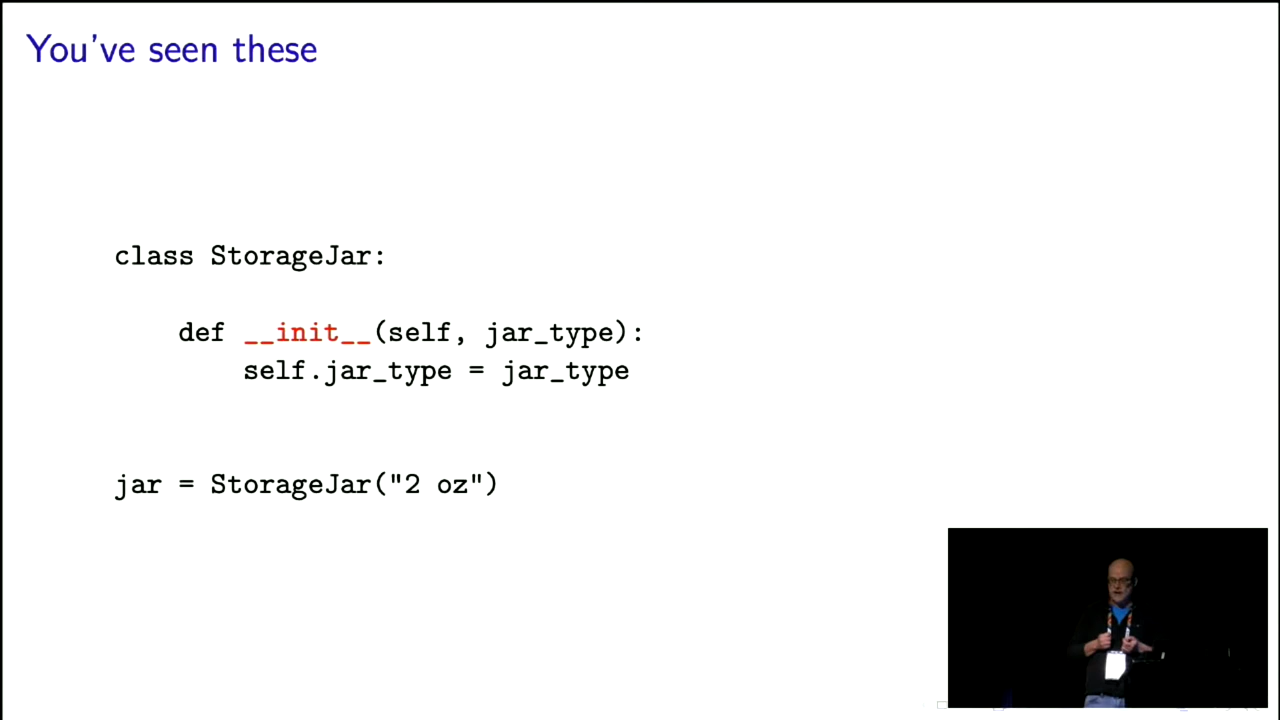 You've seen these
class StorageJar:
def __init__(self, jar_type):
self.jar_type = jar_type
jar = StorageJar("2 oz")